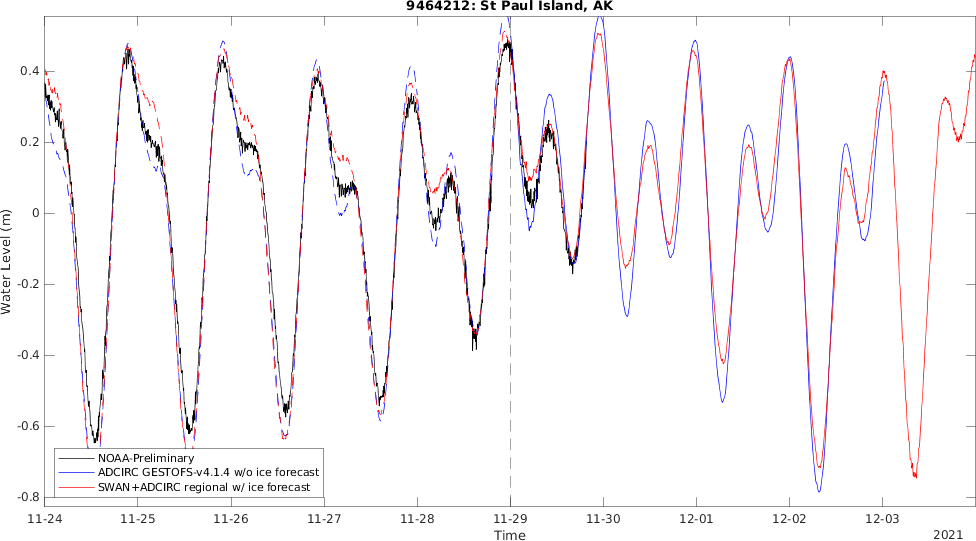 9464212: St Paul Island, AK
Water Level (m)
0.4
0.2
0
-0.2
-0.4
-0.6
-0.8
NOAA-Preliminary
ADCIRC GESTOFS-v4.1.4 w/o ice forecast
SWAN+ADCIRC regional w/ ice forecast
11-24 11-25 11-26 11-27 11-28 11-29 11-30 12-01 12-02 12-03
Time
2021